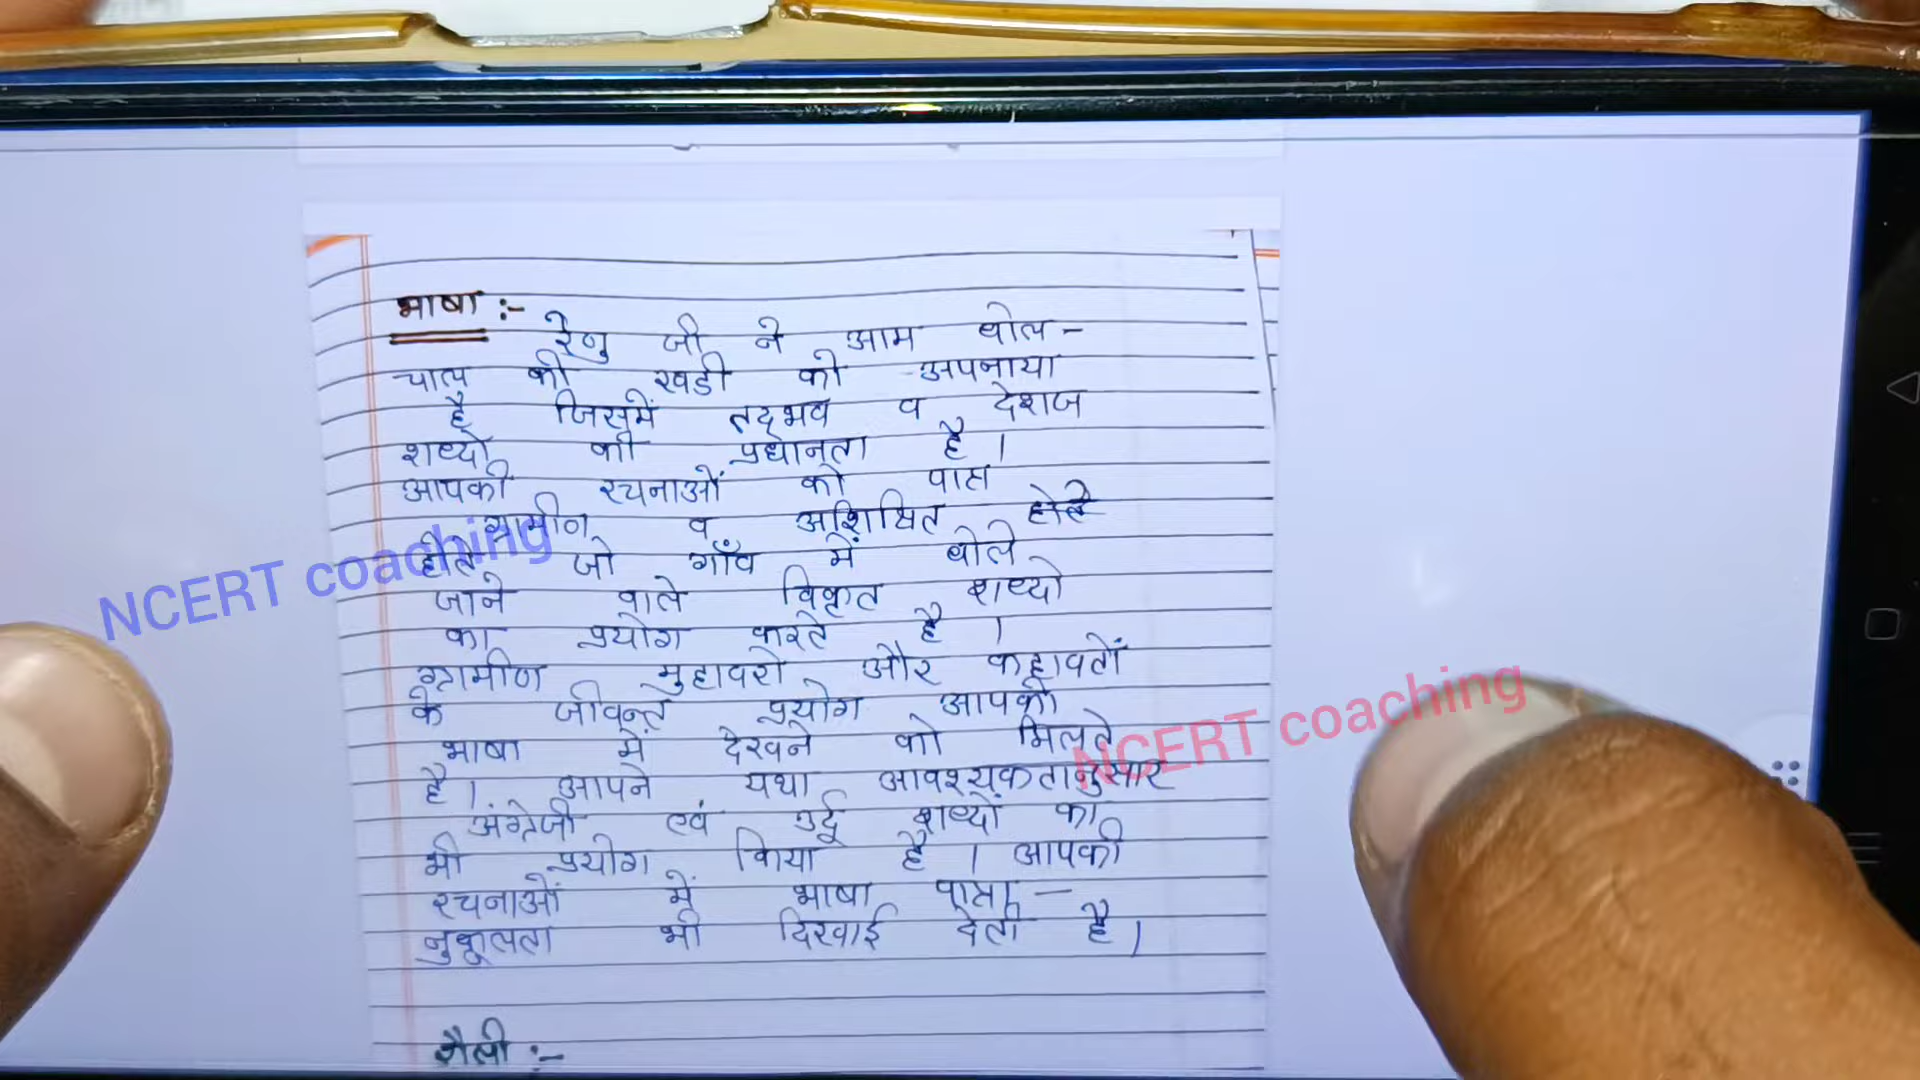 भाषा :-
रेणु जी ने आम बोल-
चाल की खडी को अपनाया
है जिसमें तद्भव व देशज
शब्दो की प्रधानता है ।
आपकी रचनाओं को पात्र
ग्रामीण व अशिक्षित होते
होते जो गाँव में बोले
जाने वाले विकृत शब्दो
का प्रयोग करते है ।
ग्रामीण मुहावरो और कहावतों
के जीवन्त प्रयोग आपकी
भाषा में देखने को मिलते
है । आपने यथा आवश्यकतानुसार
अंग्रेजी एवं उर्दू शब्दों का
भी प्रयोग किया है । आपकी
रचनाओं में भाषा पात्रा-
नुकूलता भी दिखाई देती है ।
शैली :-
NCERT coaching
NCERT coaching